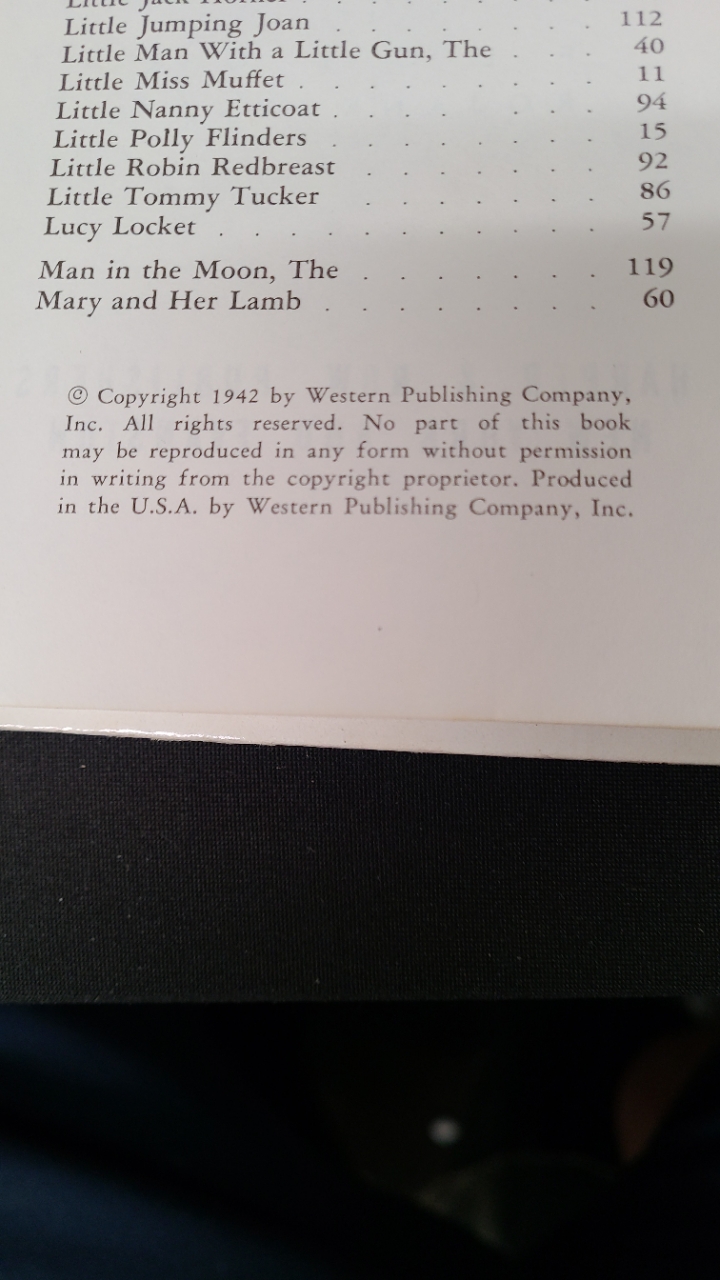 Little Jack Horner .
Little Jumping Joan . . . . . . . . 112
Little Man With a Little Gun, The . . . 40
Little Miss Muffet . . . . . . . . . 11
Little Nanny Etticoat . . . . . . . 94
Little Polly Flinders . . . . . . . . 15
Little Robin Redbreast . . . . . . . 92
Little Tommy Tucker . . . . . . . 86
Lucy Locket . . . . . . . . . . . 57
Man in the Moon, The . . . . . . . 119
Mary and Her Lamb . . . . . . . . 60
© Copyright 1942 by Western Publishing Company,
Inc. All rights reserved. No part of this book
may be reproduced in any form without permission
in writing from the copyright proprietor. Produced
in the U.S.A. by Western Publishing Company, Inc.